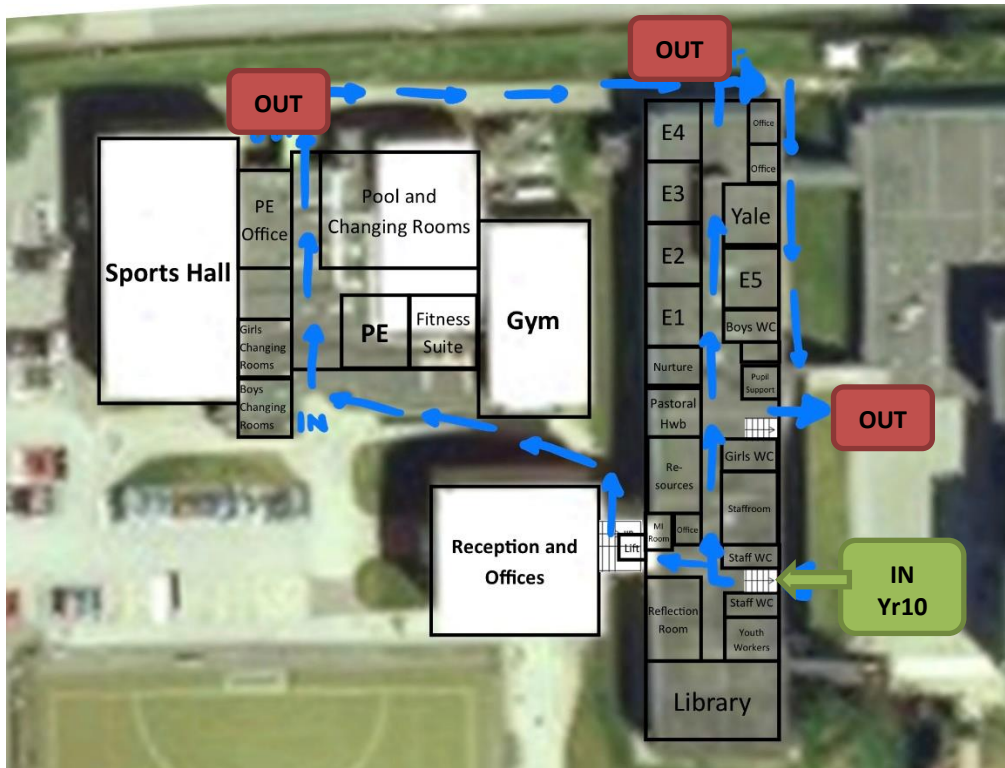 OUT
OUT
E4
Office
Office
Pool and
Changing Rooms
PE
Office
E3
Yale
Sports Hall
E2
E5
Gym
PE
Fitness
Suite
E1
Boys WC
Girls
Changing
Rooms
Nurture
Pupil
Support
Boys
Changing
Rooms
IN
Pastoral
Hwb
OUT
Girls WC
Re-
sources
Staffroom
MI
Room
Office
Lift
Reception and
Offices
Staff WC
IN
Yr10
Staff WC
Reflection
Room
Youth
Workers
Library